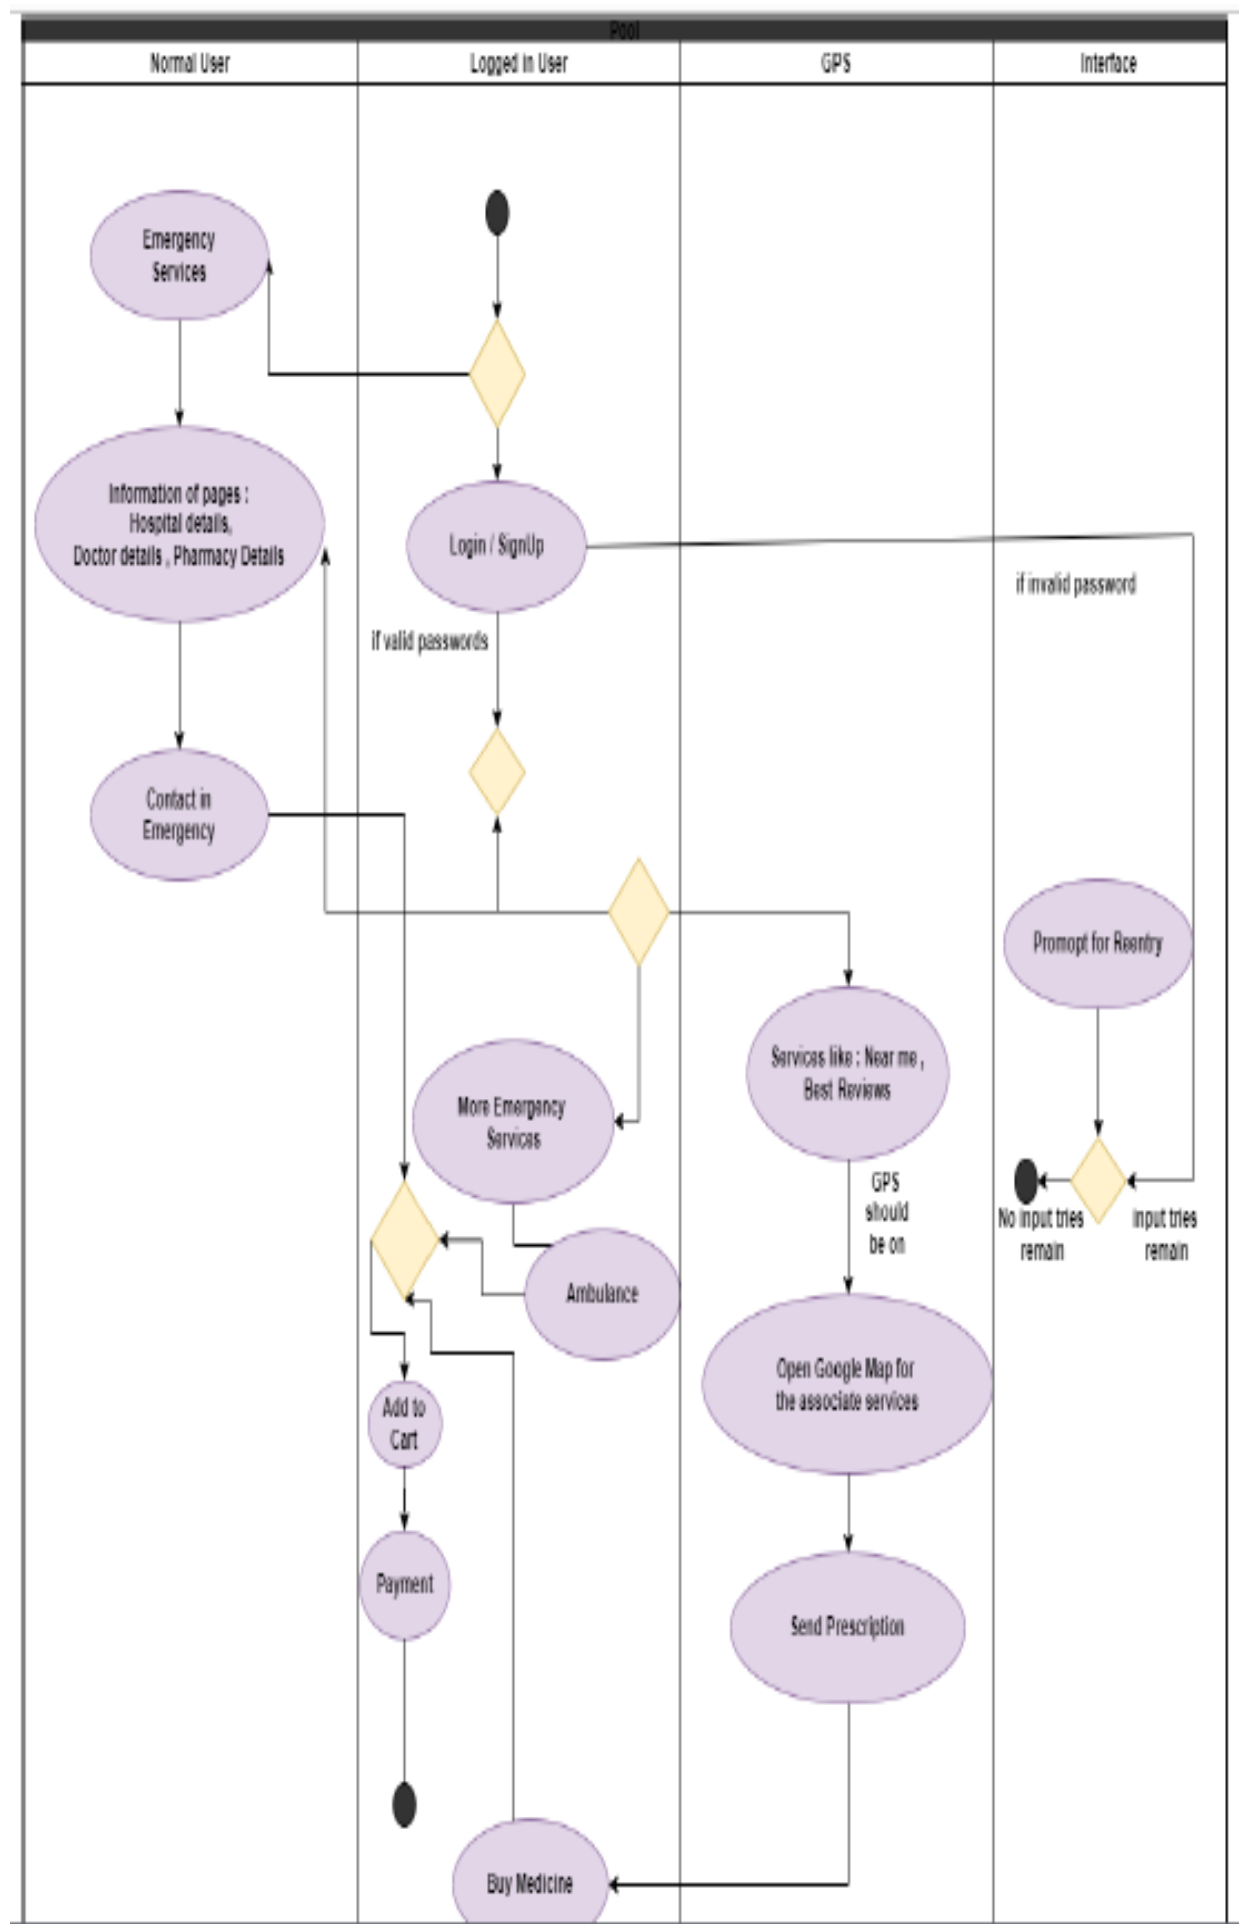 Pool
Normal User
Logged in User
GPS
Interface
Emergency
Services
Information of pages :
Hospital details,
Doctor details , Pharmacy Details
Login / SignUp
if invalid password
if valid passwords
Contact in
Emergency
Promopt for Reentry
Services like : Near me ,
Best Reviews
More Emergency
Services
GPS
should
be on
No input tries
remain
input tries
remain
Ambulance
Open Google Map for
the associate services
Add to
Cart
Payment
Send Prescription
Buy Medicine